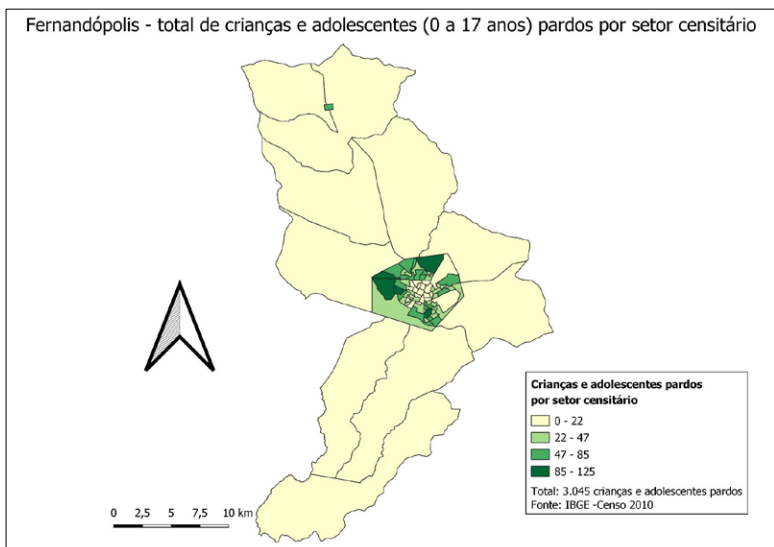 Fernandópolis - total de crianças e adolescentes (0 a 17 anos) pardos por setor censitário
Crianças e adolescentes pardos
por setor censitário
0 - 22
22 - 47
47 - 85
85 - 125
Total: 3.045 crianças e adolescentes pardos
Fonte: IBGE -Censo 2010
0 2,5 5 7,5 10 km